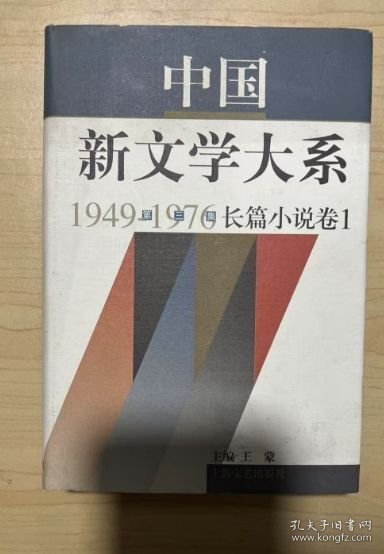 中国
新文学大系
1949-1976 长篇小说卷1
第三集
主编 王蒙
上海文艺出版社
孔夫子旧书网
www.kongfz.com